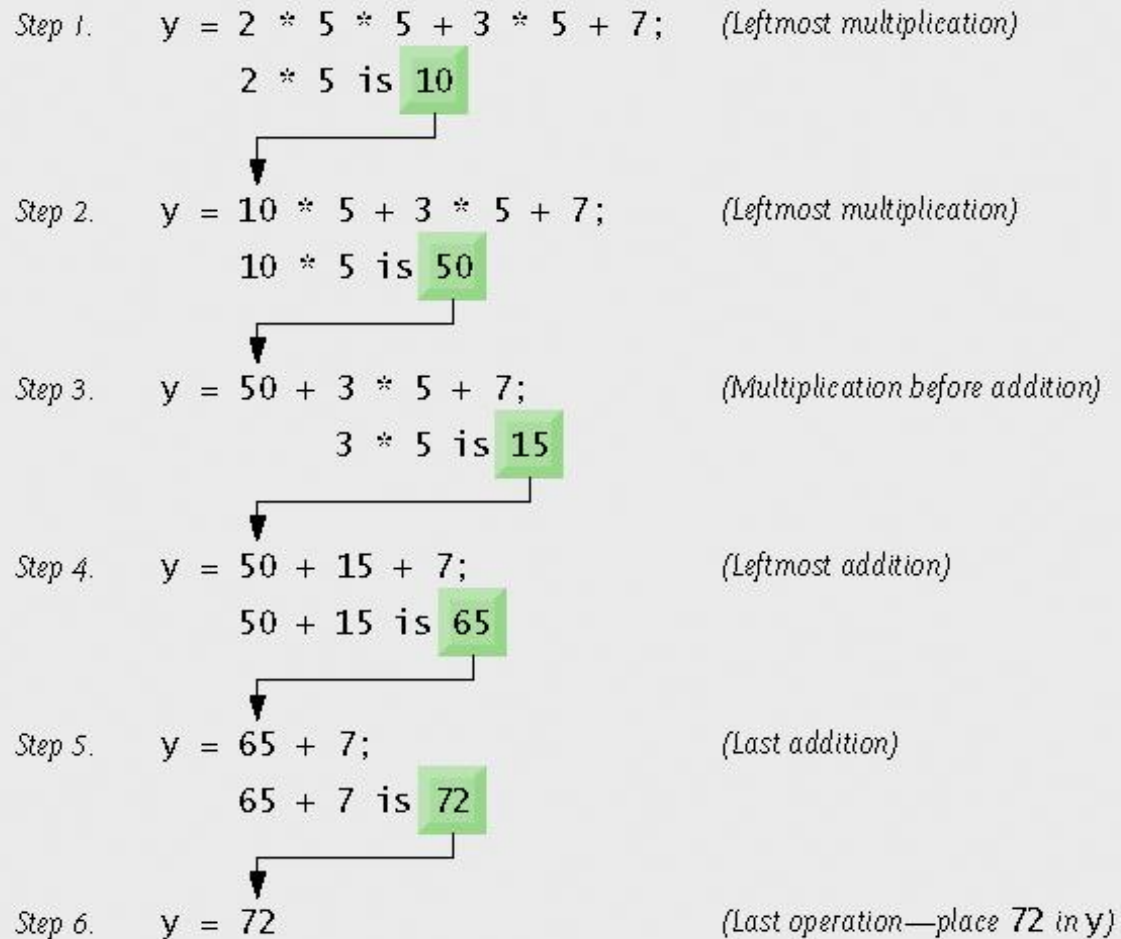 Step 1. y = 2 * 5 * 5 + 3 * 5 + 7; (Leftmost multiplication)
2 * 5 is 10
Step 2. y = 10 * 5 + 3 * 5 + 7; (Leftmost multiplication)
10 * 5 is 50
Step 3. y = 50 + 3 * 5 + 7; (Multiplication before addition)
3 * 5 is 15
Step 4. y = 50 + 15 + 7; (Leftmost addition)
50 + 15 is 65
Step 5. y = 65 + 7; (Last addition)
65 + 7 is 72
Step 6. y = 72 (Last operation—place 72 in y)